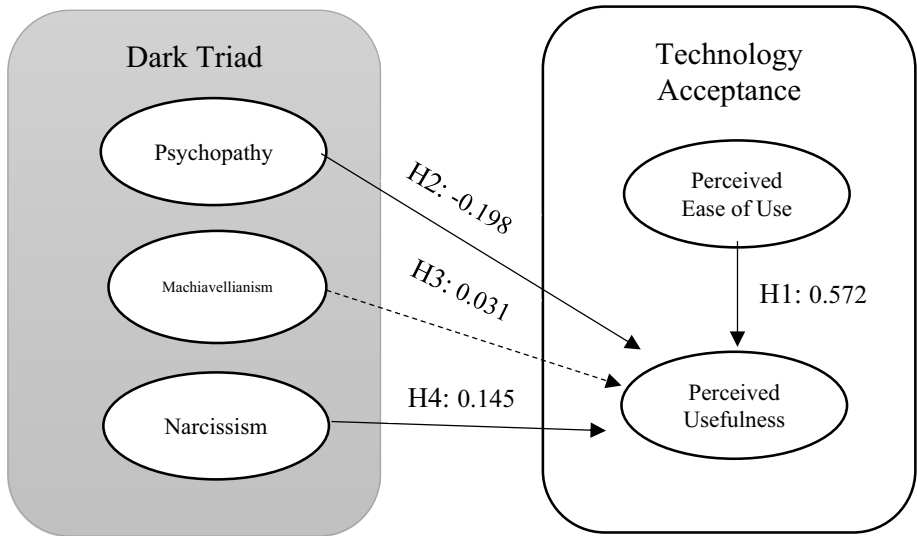 Dark Triad
Psychopathy
Machiavellianism
Narcissism
H2: -0.198
H3: 0.031
H4: 0.145
Technology
Acceptance
Perceived
Ease of Use
H1: 0.572
Perceived
Usefulness